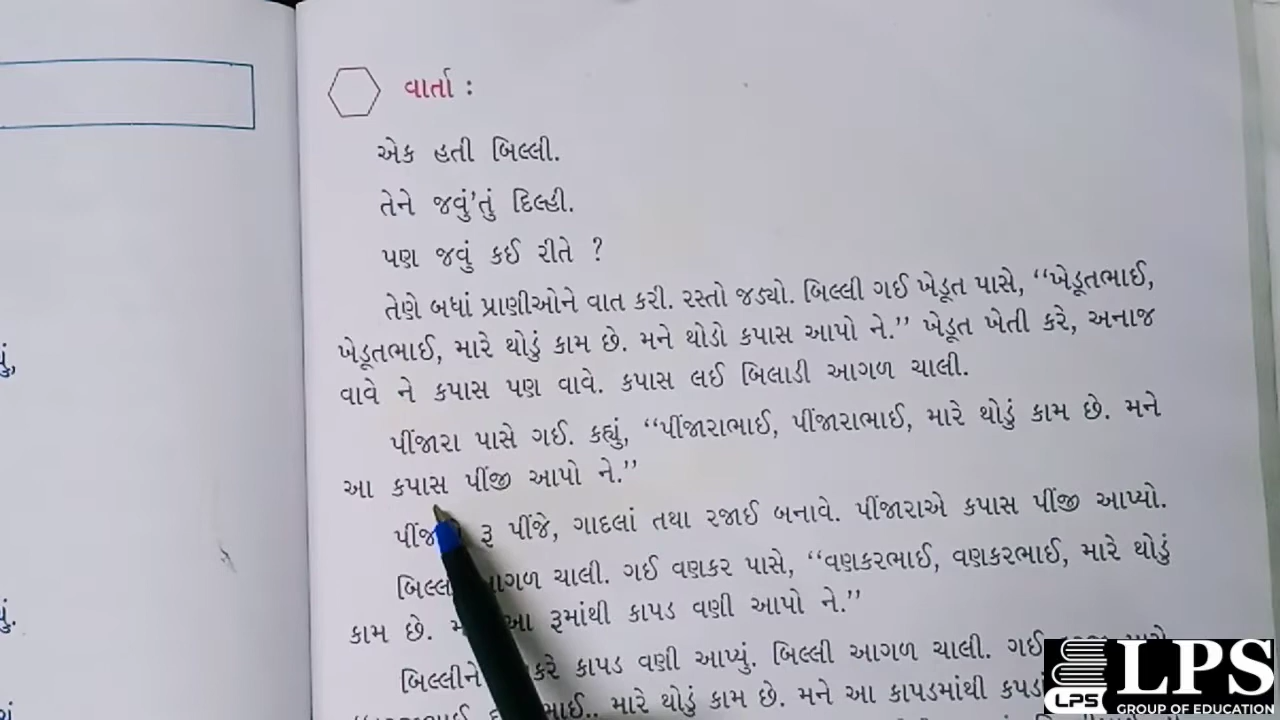 વાર્તા :
એક હતી બિલ્લી.
તેને જવું'તું દિલ્હી.
પણ જવું કઈ રીતે ?
તેણે બધાં પ્રાણીઓને વાત કરી. રસ્તો જડ્યો. બિલ્લી ગઈ ખેડૂત પાસે, “ખેડૂતભાઈ,
ખેડૂતભાઈ, મારે થોડું કામ છે. મને થોડો કપાસ આપો ને.” ખેડૂત ખેતી કરે, અનાજ
વાવે ને કપાસ પણ વાવે. કપાસ લઈ બિલાડી આગળ ચાલી.
પીંજારા પાસે ગઈ. કહ્યું, “પીંજારાભાઈ, પીંજારાભાઈ, મારે થોડું કામ છે. મને
આ કપાસ પીંજી આપો ને.”
રૂ પીંજે, ગાદલાં તથા રજાઈ બનાવે. પીંજારાએ કપાસ પીંજી આપ્યો.
આગળ ચાલી. ગઈ વણકર પાસે, “વણકરભાઈ, વણકરભાઈ, મારે થોડું
કામ છે. આ રૂમાંથી કાપડ વણી આપો ને.”
બિલ્લીને કાપડ વણી આપ્યું. બિલ્લી આગળ ચાલી. ગઈ
મારે થોડું કામ છે. મને આ કાપડમાંથી
LPS
LPS
GROUP OF EDUCATION